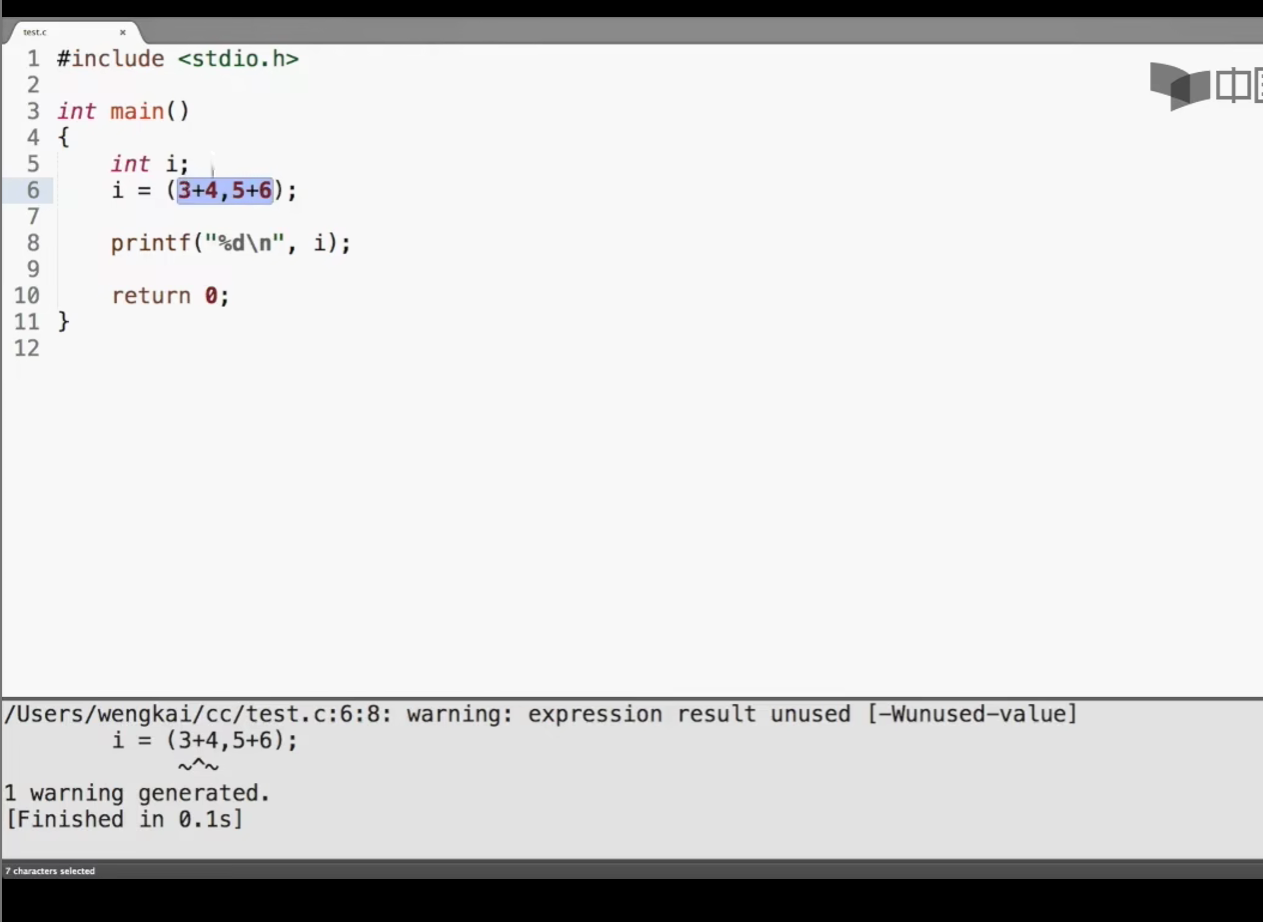 test.c ×
1 #include <stdio.h>
2
3 int main()
4 {
5     int i;
6     i = (3+4,5+6);
7
8     printf("%d\n", i);
9
10     return 0;
11 }
12
中
/Users/wengkai/cc/test.c:6:8: warning: expression result unused [-Wunused-value]
        i = (3+4,5+6);
             ~^~
1 warning generated.
[Finished in 0.1s]
7 characters selected